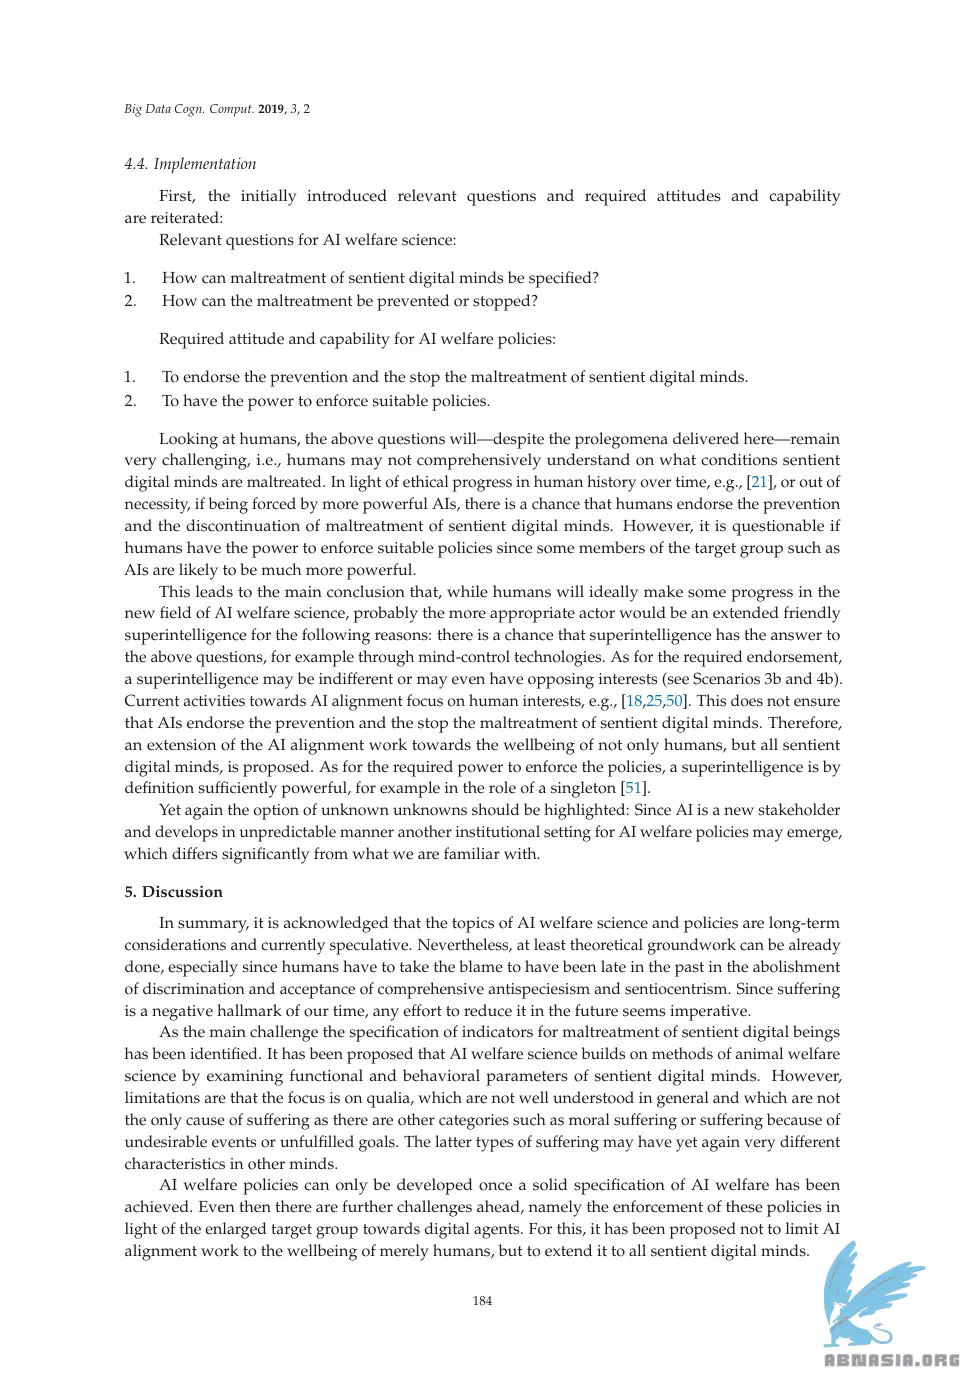 Big Data Cogn. Comput. 2019, 3, 2
4.4. Implementation
First, the initially introduced relevant questions and required attitudes and capability
are reiterated:
Relevant questions for AI welfare science:
1. How can maltreatment of sentient digital minds be specified?
2. How can the maltreatment be prevented or stopped?
Required attitude and capability for AI welfare policies:
1. To endorse the prevention and the stop the maltreatment of sentient digital minds.
2. To have the power to enforce suitable policies.
Looking at humans, the above questions will—despite the prolegomena delivered here—remain
very challenging, i.e., humans may not comprehensively understand on what conditions sentient
digital minds are maltreated. In light of ethical progress in human history over time, e.g., [21], or out of
necessity, if being forced by more powerful AIs, there is a chance that humans endorse the prevention
and the discontinuation of maltreatment of sentient digital minds. However, it is questionable if
humans have the power to enforce suitable policies since some members of the target group such as
AIs are likely to be much more powerful.
This leads to the main conclusion that, while humans will ideally make some progress in the
new field of AI welfare science, probably the more appropriate actor would be an extended friendly
superintelligence for the following reasons: there is a chance that superintelligence has the answer to
the above questions, for example through mind-control technologies. As for the required endorsement,
a superintelligence may be indifferent or may even have opposing interests (see Scenarios 3b and 4b).
Current activities towards AI alignment focus on human interests, e.g., [18,25,50]. This does not ensure
that AIs endorse the prevention and the stop the maltreatment of sentient digital minds. Therefore,
an extension of the AI alignment work towards the wellbeing of not only humans, but all sentient
digital minds, is proposed. As for the required power to enforce the policies, a superintelligence is by
definition sufficiently powerful, for example in the role of a singleton [51].
Yet again the option of unknown unknowns should be highlighted: Since AI is a new stakeholder
and develops in unpredictable manner another institutional setting for AI welfare policies may emerge,
which differs significantly from what we are familiar with.
5. Discussion
In summary, it is acknowledged that the topics of AI welfare science and policies are long-term
considerations and currently speculative. Nevertheless, at least theoretical groundwork can be already
done, especially since humans have to take the blame to have been late in the past in the abolishment
of discrimination and acceptance of comprehensive antispeciesism and sentiocentrism. Since suffering
is a negative hallmark of our time, any effort to reduce it in the future seems imperative.
As the main challenge the specification of indicators for maltreatment of sentient digital beings
has been identified. It has been proposed that AI welfare science builds on methods of animal welfare
science by examining functional and behavioral parameters of sentient digital minds. However,
limitations are that the focus is on qualia, which are not well understood in general and which are not
the only cause of suffering as there are other categories such as moral suffering or suffering because of
undesirable events or unfulfilled goals. The latter types of suffering may have yet again very different
characteristics in other minds.
AI welfare policies can only be developed once a solid specification of AI welfare has been
achieved. Even then there are further challenges ahead, namely the enforcement of these policies in
light of the enlarged target group towards digital agents. For this, it has been proposed not to limit AI
alignment work to the wellbeing of merely humans, but to extend it to all sentient digital minds.
184
ABNASIA.ORG